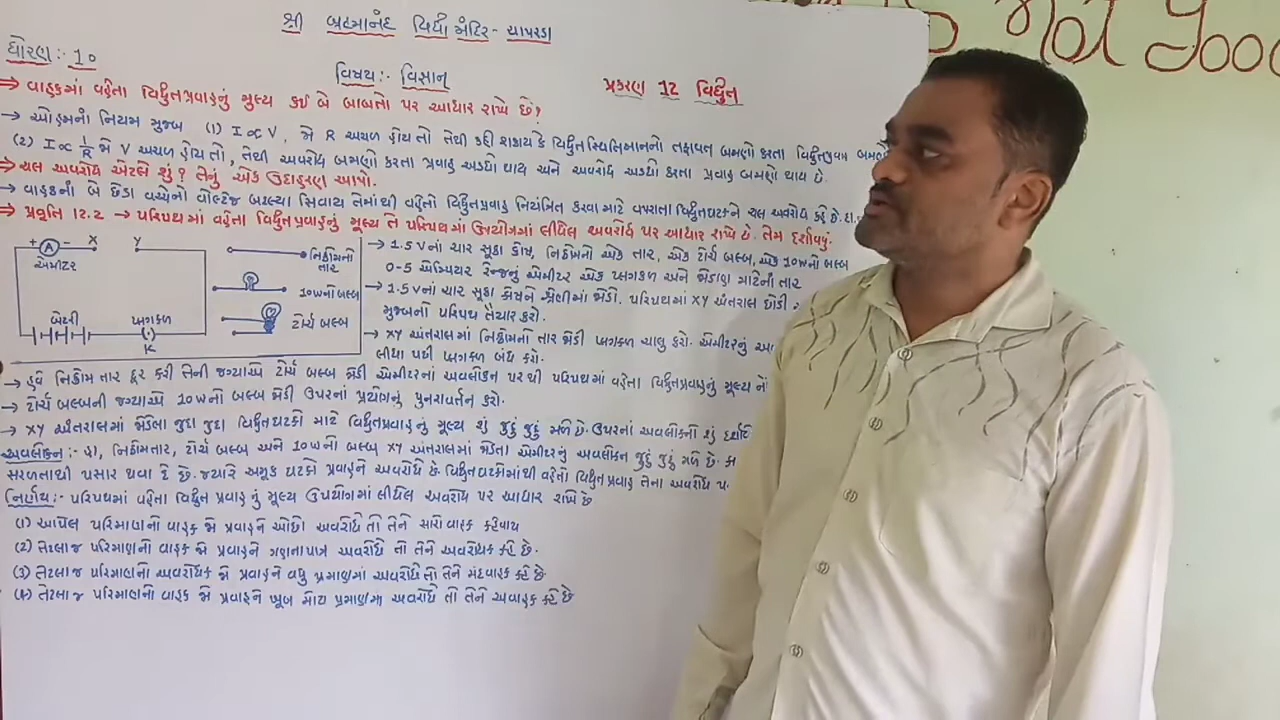 શ્રી બ્રહ્માનંદ વિદ્યા મંદિર - ચાપરડા
not Good
ધોરણ:- 10
વિષય:- વિજ્ઞાન
પ્રકરણ 12 વિદ્યુત
⇒ વાહકમાં વહેતા વિદ્યુતપ્રવાહનું મુલ્ય કઈ બે બાબતો પર આધાર રાખે છે?
→ ઓહમના નિયમ મુજબ (1) I ∝ V, જો R અચળ હોય તો તેથી કહી શકાય કે વિદ્યુતસ્થિતિમાનનો તફાવત બમણો કરતા વિદ્યુતપ્રવાહ બમણો
(2) I ∝ 1/R જો V અચળ હોય તો, તેથી અવરોધ બમણો કરતા પ્રવાહ અડધો થાય અને અવરોધ અડધો કરતા પ્રવાહ બમણો થાય છે.
⇒ ચલ અવરોધ એટલે શું? તેનું એક ઉદાહરણ આપો.
→ વાહકના બે છેડા વચ્ચેનો વોલ્ટેજ બદલ્યા સિવાય તેમાંથી વહેતો વિદ્યુતપ્રવાહ નિયંત્રિત કરવા માટે વપરાતા વિદ્યુતઘટકને ચલ અવરોધ કહે છે. દા.
⇒ પ્રવૃતિ 12.2 → પરિપથમાં વહેતા વિદ્યુતપ્રવાહનું મુલ્ય તે પરિપથમાં ઉપયોગમાં લીધેલ અવરોધ પર આધાર રાખે છે. તેમ દર્શાવવું.
+ A - X Y
એમીટર
નિક્રોમનો તાર
10W નો બલ્બ
ટોર્ચ બલ્બ
બેટરી
પ્લગકળ
K
→ 1.5 V નાં ચાર સૂકા કોષ, નિક્રોમનો એક તાર, એક ટોર્ચ બલ્બ, એક 10W નો બલ્બ
0-5 એમ્પિયર રેન્જનું એમીટર એક પ્લગકળ અને જોડાણ માટેના તાર
→ 1.5 V નાં ચાર સૂકા કોષને શ્રેણીમાં જોડો. પરિપથમાં XY અંતરાલ છોડી
મુજબનો પરિપથ તૈયાર કરો.
→ XY અંતરાલમાં નિક્રોમનો તાર જોડી પ્લગકળ ચાલુ કરો. એમીટરનું
લીધા પછી પ્લગકળ બંધ કરો.
→ હવે નિક્રોમ તાર દૂર કરી તેની જગ્યાએ ટોર્ચ બલ્બ જોડી એમીટરનાં અવલોકન પરથી પરિપથમાં વહેતા વિદ્યુતપ્રવાહનું મુલ્ય
→ ટોર્ચ બલ્બની જગ્યાએ 10W નો બલ્બ જોડી ઉપરનાં પ્રયોગનું પુનરાવર્તન કરો.
→ XY અંતરાલમાં જોડેલા જુદા જુદા વિદ્યુતઘટકો માટે વિદ્યુતપ્રવાહનું મૂલ્ય શું જુદું જુદું મળે છે. ઉપરનાં અવલોકનો શું
અવલોકન:- હા, નિક્રોમતાર, ટોર્ચ બલ્બ અને 10W નો બલ્બ XY અંતરાલમાં જોડતા એમીટરનું અવલોકન જુદું જુદું મળે છે.
સરળતાથી પસાર થવા દે છે. જ્યારે અમુક ઘટકો પ્રવાહને અવરોધે છે. વિદ્યુતઘટકોમાંથી વહેતો વિદ્યુતપ્રવાહ તેના અવરોધ
નિર્ણય:- પરિપથમાં વહેતા વિદ્યુત પ્રવાહ નું મુલ્ય ઉપયોગમાં લીધેલ અવરોધ પર આધાર રાખે છે
(1) આપેલ પરિમાણનો વાહક જો પ્રવાહને ઓછો અવરોધે તો તેને સારો વાહક કહેવાય
(2) તેટલા જ પરિમાણનો વાહક જો પ્રવાહને ગણનાપાત્ર અવરોધે તો તેને અવરોધક કહે છે.
(3) તેટલા જ પરિમાણનો અવરોધક જો પ્રવાહને વધુ પ્રમાણમાં અવરોધે તો તેને મંદવાહક કહે છે
(4) તેટલા જ પરિમાણનો વાહક જો પ્રવાહને ખૂબ મોટા પ્રમાણમાં અવરોધે તો તેને અવાહક કહે છે